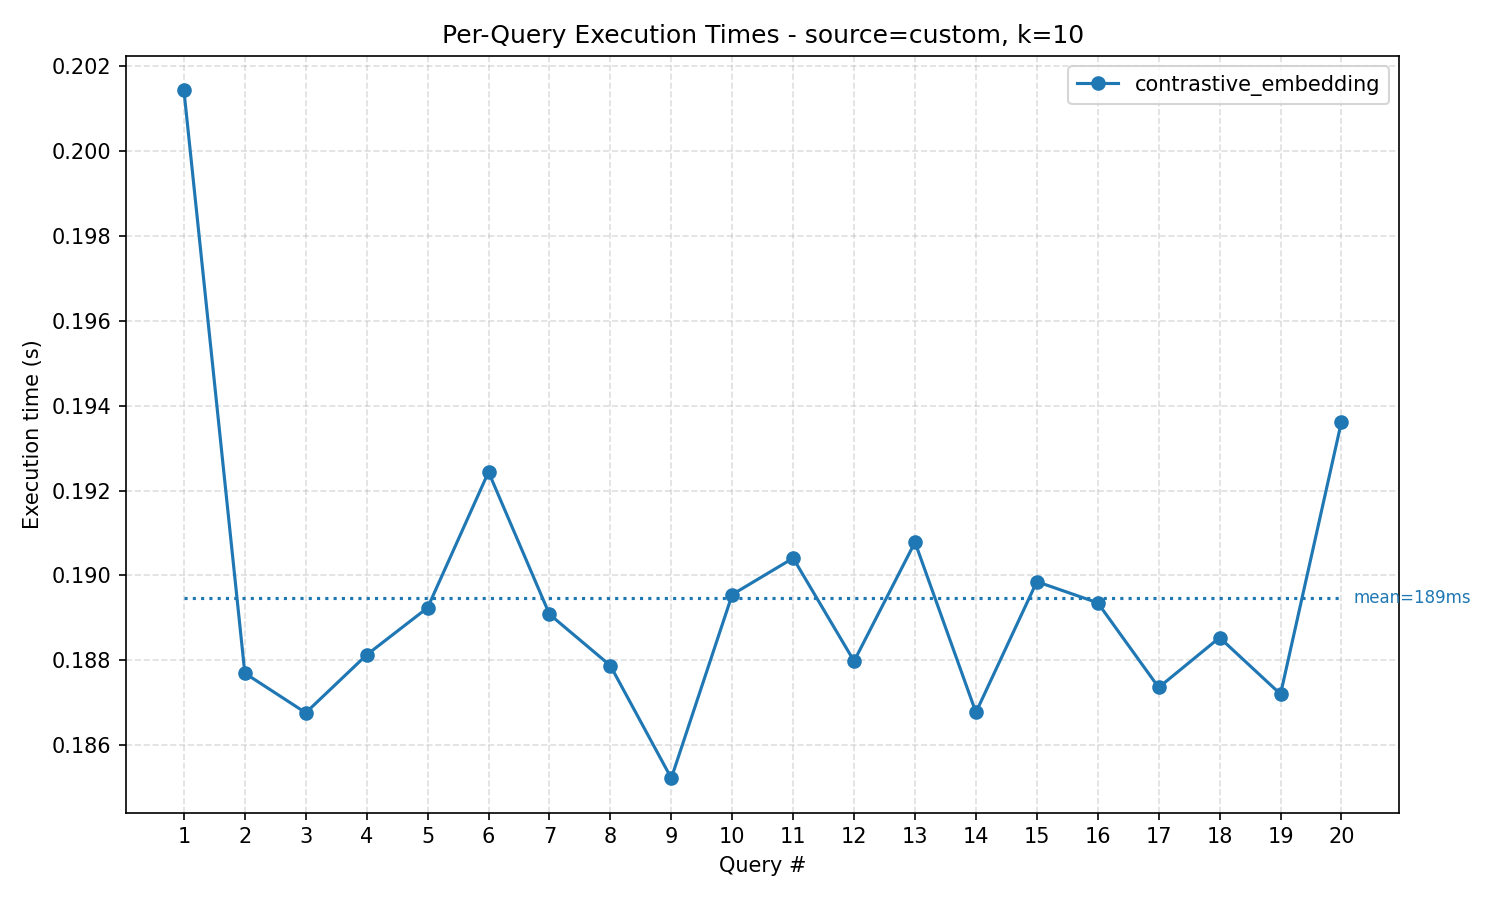 Per-Query Execution Times - source=custom, k=10
contrastive_embedding
0.202
0.200
0.198
0.196
0.194
0.192
0.190
0.188
0.186
Execution time (s)
mean=189ms
1 2 3 4 5 6 7 8 9 10 11 12 13 14 15 16 17 18 19 20
Query #